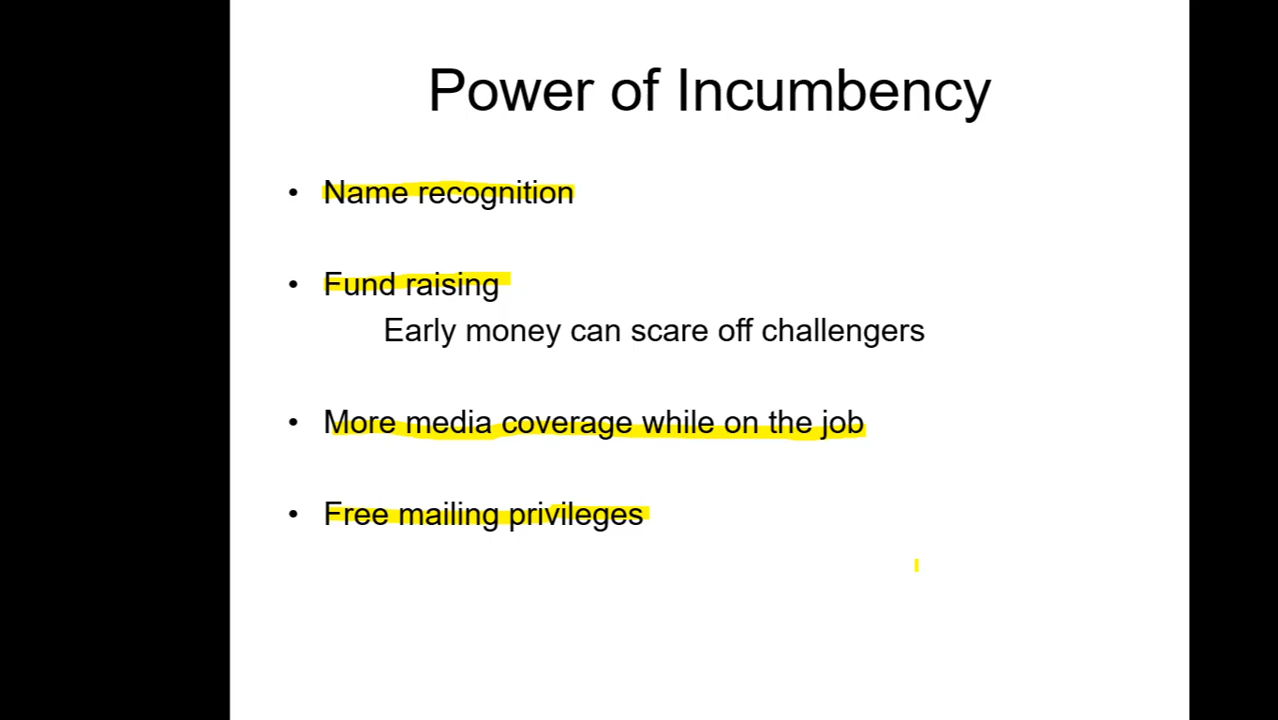 Power of Incumbency
• Name recognition
• Fund raising
Early money can scare off challengers
• More media coverage while on the job
• Free mailing privileges